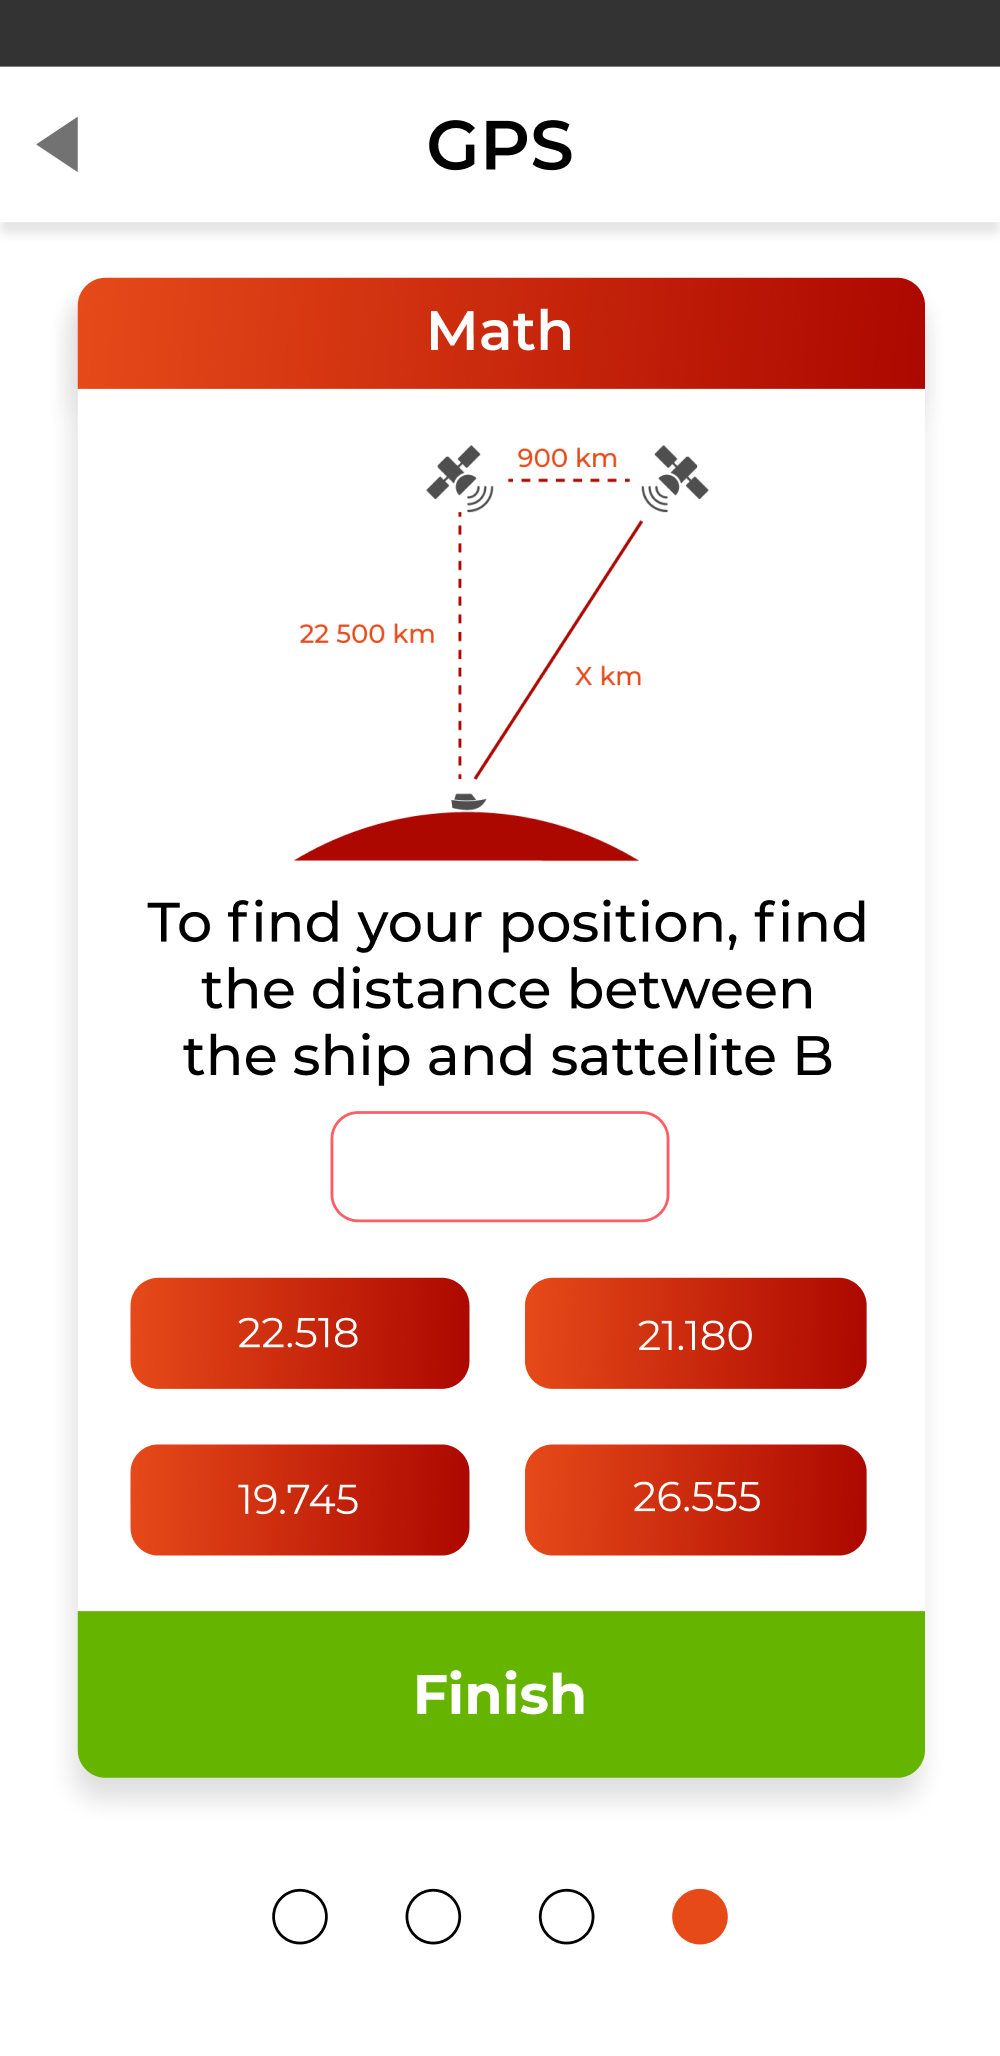 GPS
Math
900 km
22 500 km
X km
To find your position, find
the distance between
the ship and sattelite B
22.518
21.180
19.745
26.555
Finish